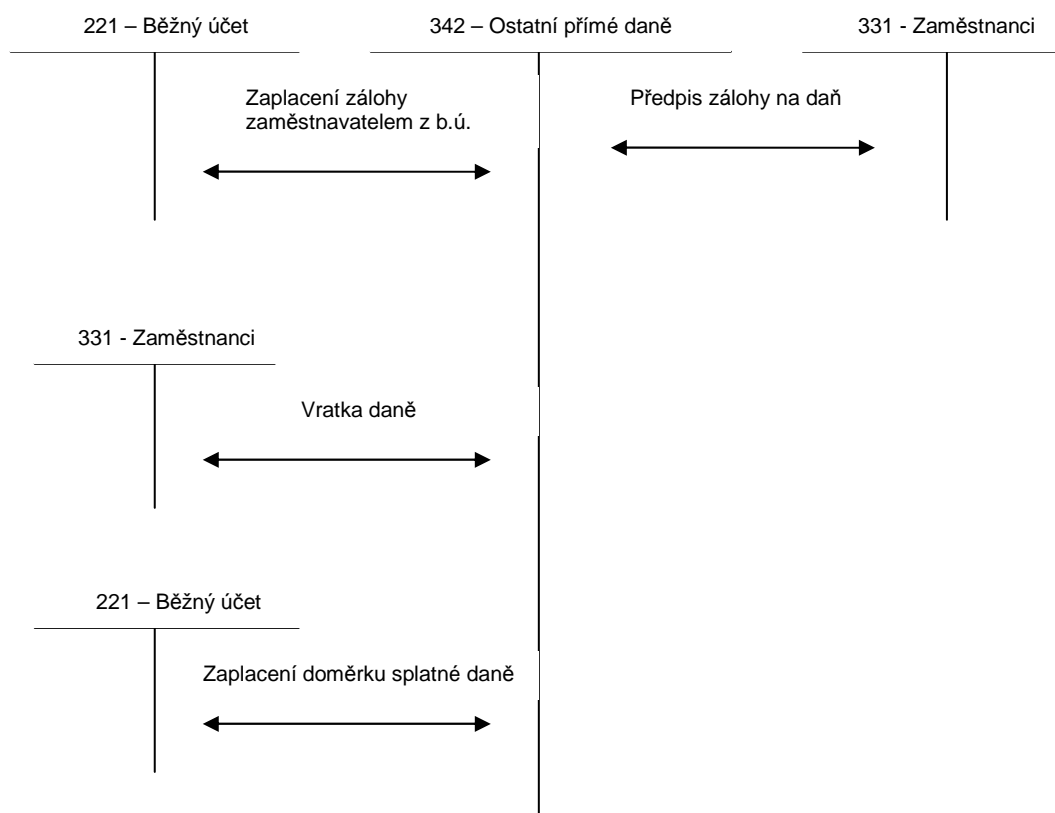 221 – Běžný účet
342 – Ostatní přímé daně
331 - Zaměstnanci
Zaplacení zálohy
zaměstnavatelem z b.ú.
Předpis zálohy na daň
331 - Zaměstnanci
Vratka daně
221 – Běžný účet
Zaplacení doměrku splatné daně